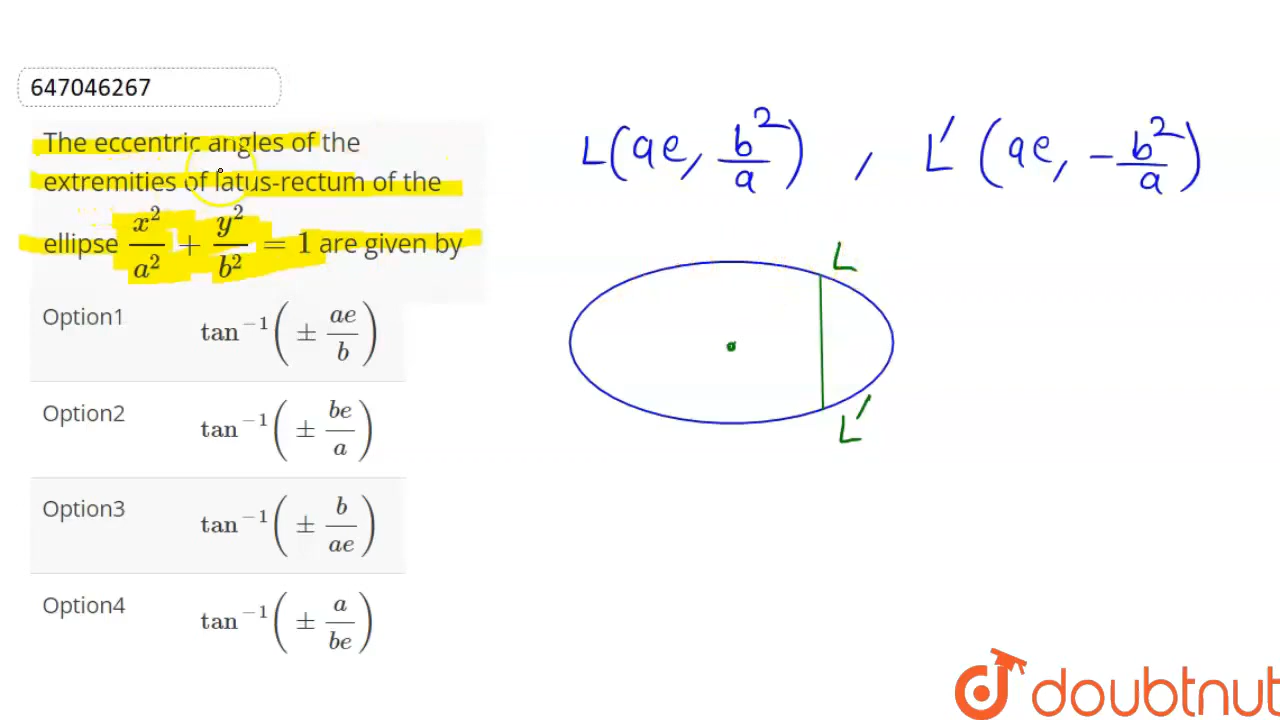 647046267
The eccentric angles of the
extremities of latus-rectum of the
ellipse x²/a² + y²/b² = 1 are given by
Option1 tan⁻¹(± ae/b)
Option2 tan⁻¹(± be/a)
Option3 tan⁻¹(± b/ae)
Option4 tan⁻¹(± a/be)
L(ae, b²/a) , L′(ae, -b²/a)
L
L′
doubtnut